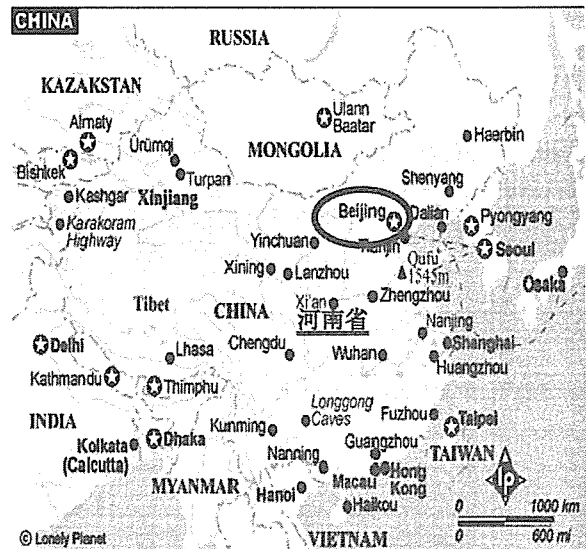 CHINA
RUSSIA
KAZAKSTAN
Almaty
Ürümqi
Ulann
Baatar
Haerbin
Bishkek
Turpan
MONGOLIA
Shenyang
Kashgar
Xinjiang
Beijing
Dalian
Pyongyang
Karakoram
Highway
Yinchuan
Tianjin
Seoul
Qufu
1545m
Xining
Lanzhou
Osaka
Tibet
CHINA
Xi'an
Zhengzhou
河南省
Nanjing
Delhi
Lhasa
Chengdu
Wuhan
Shanghai
Huangzhou
Kathmandu
Thimphu
INDIA
Longgong
Caves
Fuzhou
Taipei
Kolkata
(Calcutta)
Dhaka
Kunming
Guangzhou
TAIWAN
Nanning
MYANMAR
Macau
Hong
Kong
Hanoi
Haikou
lp
0 1000 km
0 600 mi
© Lonely Planet
VIETNAM